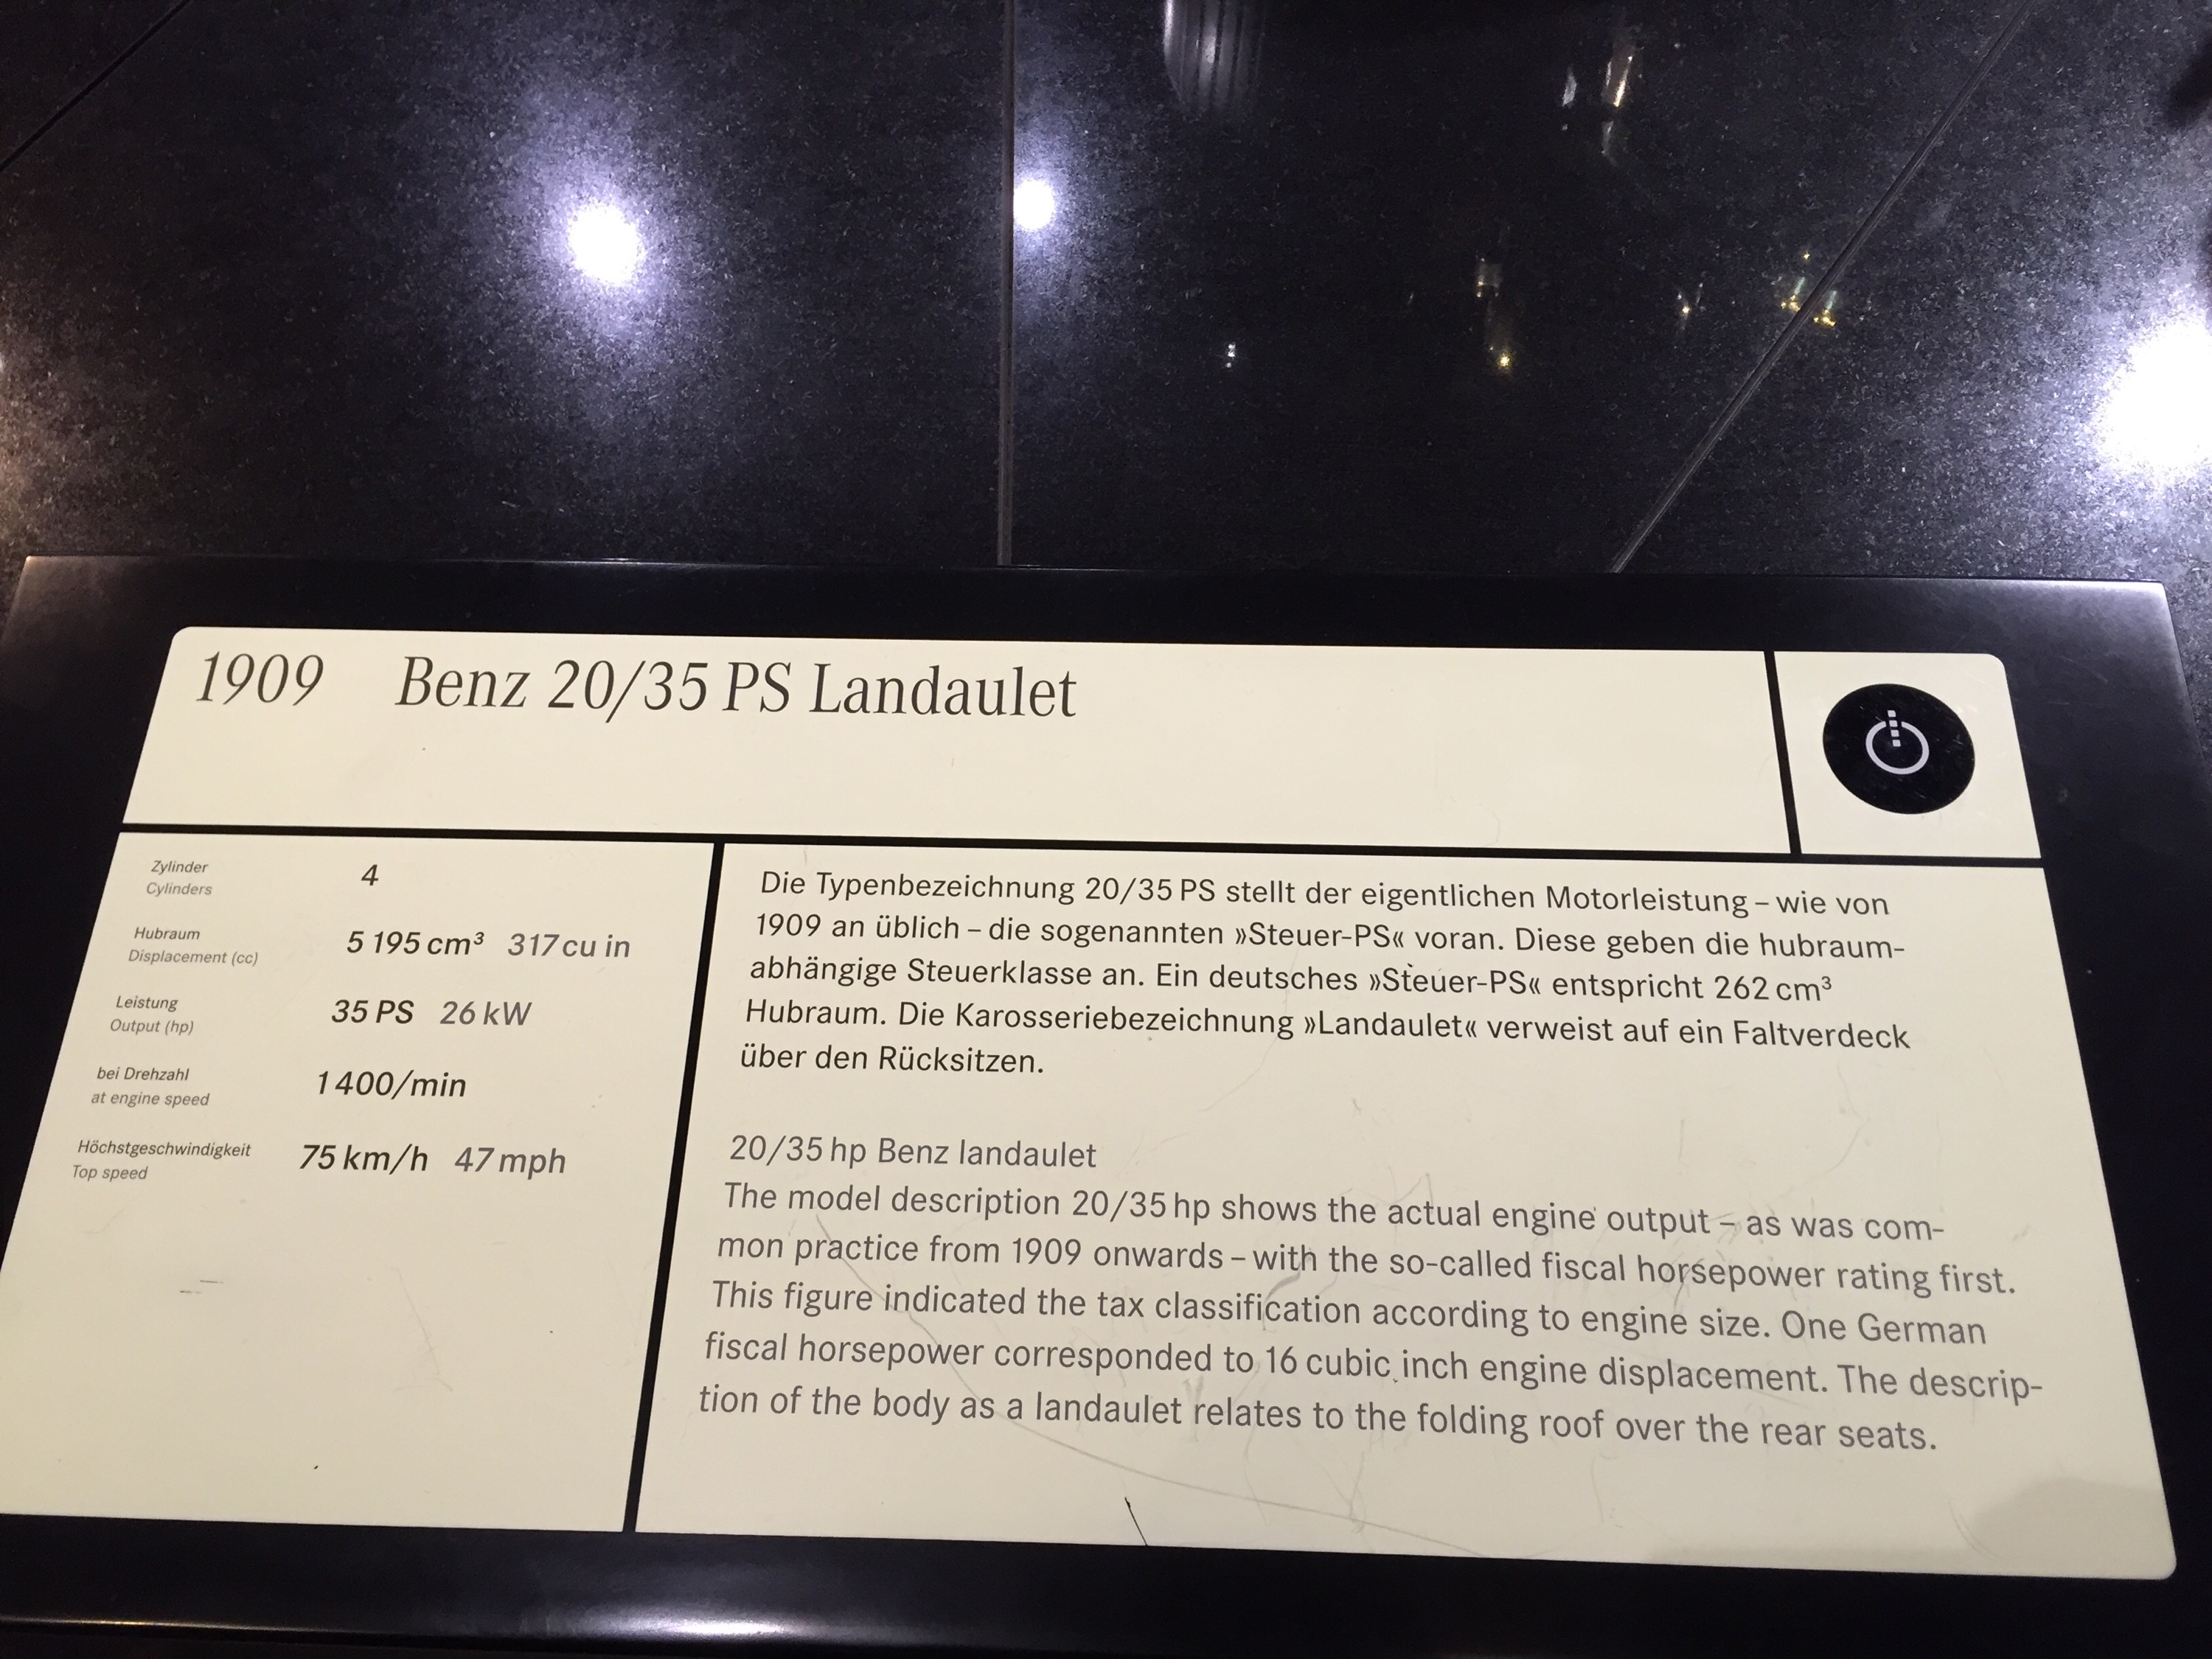 1909 Benz 20/35 PS Landaulet
Zylinder 4
Cylinders
Hubraum 5 195 cm³ 317 cu in
Displacement (cc)
Leistung 35 PS 26 kW
Output (hp)
bei Drehzahl 1 400/min
at engine speed
Höchstgeschwindigkeit 75 km/h 47 mph
Top speed
Die Typenbezeichnung 20/35 PS stellt der eigentlichen Motorleistung – wie von
1909 an üblich – die sogenannten »Steuer-PS« voran. Diese geben die hubraum-
abhängige Steuerklasse an. Ein deutsches »Steuer-PS« entspricht 262 cm³
Hubraum. Die Karosseriebezeichnung »Landaulet« verweist auf ein Faltverdeck
über den Rücksitzen.
20/35 hp Benz landaulet
The model description 20/35 hp shows the actual engine output – as was com-
mon practice from 1909 onwards – with the so-called fiscal horsepower rating first.
This figure indicated the tax classification according to engine size. One German
fiscal horsepower corresponded to 16 cubic inch engine displacement. The descrip-
tion of the body as a landaulet relates to the folding roof over the rear seats.